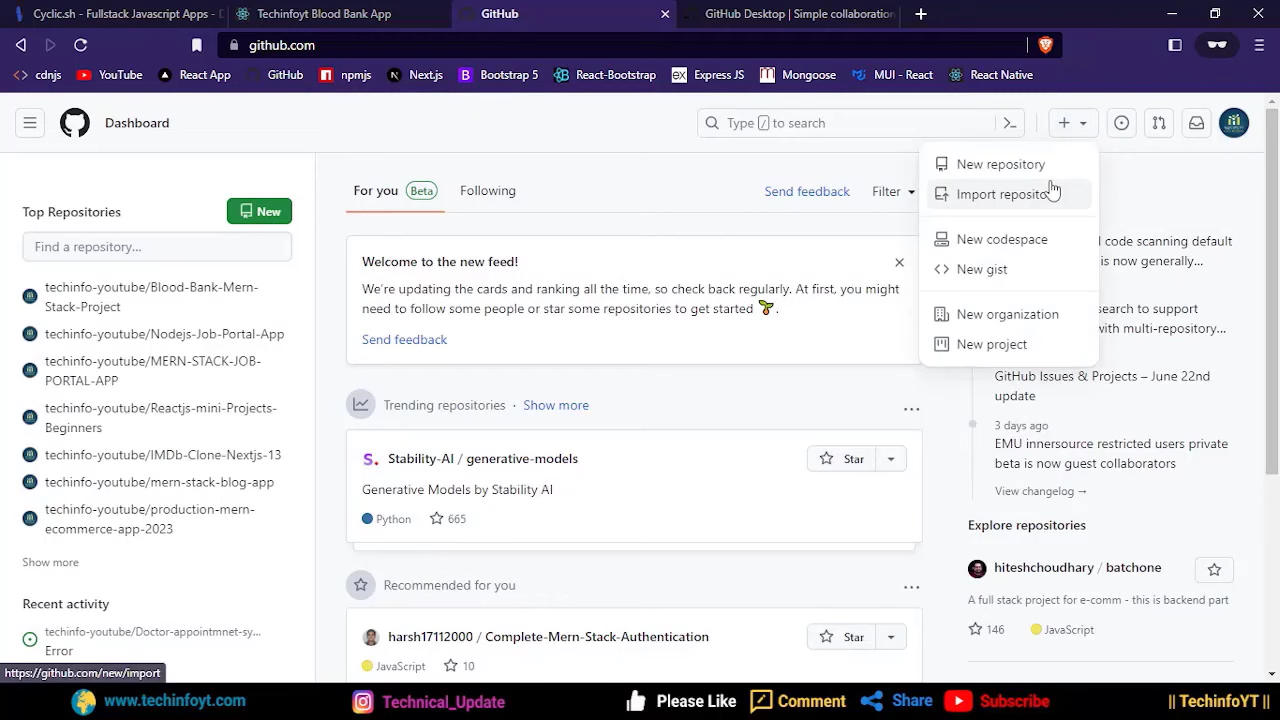 Cyclic.sh - Fullstack Javascript Apps -
Techinfoyt Blood Bank App
GitHub
GitHub Desktop | Simple collaboration
github.com
cdnjs
YouTube
React App
GitHub
npmjs
Next.js
Bootstrap 5
React-Bootstrap
Express JS
Mongoose
MUI - React
React Native
Dashboard
Type / to search
Top Repositories
New
Find a repository...
techinfo-youtube/Blood-Bank-Mern-
Stack-Project
techinfo-youtube/Nodejs-Job-Portal-App
techinfo-youtube/MERN-STACK-JOB-
PORTAL-APP
techinfo-youtube/Reactjs-mini-Projects-
Beginners
techinfo-youtube/IMDb-Clone-Nextjs-13
techinfo-youtube/mern-stack-blog-app
techinfo-youtube/production-mern-
ecommerce-app-2023
Show more
Recent activity
techinfo-youtube/Doctor-appointmnet-sy...
Error
https://github.com/new/import
For you Beta
Following
Send feedback
Filter
Welcome to the new feed!
We're updating the cards and ranking all the time, so check back regularly. At first, you might
need to follow some people or star some repositories to get started
Send feedback
Trending repositories · Show more
Stability-AI / generative-models
Star
Generative Models by Stability AI
Python
665
Recommended for you
harsh17112000 / Complete-Mern-Stack-Authentication
Star
JavaScript
10
New repository
Import reposito
New codespace
New gist
New organization
New project
code scanning default
is now generally...
search to support
with multi-repository...
GitHub Issues & Projects – June 22nd
update
3 days ago
EMU innersource restricted users private
beta is now guest collaborators
View changelog →
Explore repositories
hiteshchoudhary / batchone
A full stack project for e-comm - this is backend part
146
JavaScript
www.techinfoyt.com
Technical_Update
Please Like
Comment
Share
Subscribe
|| TechinfoYT ||